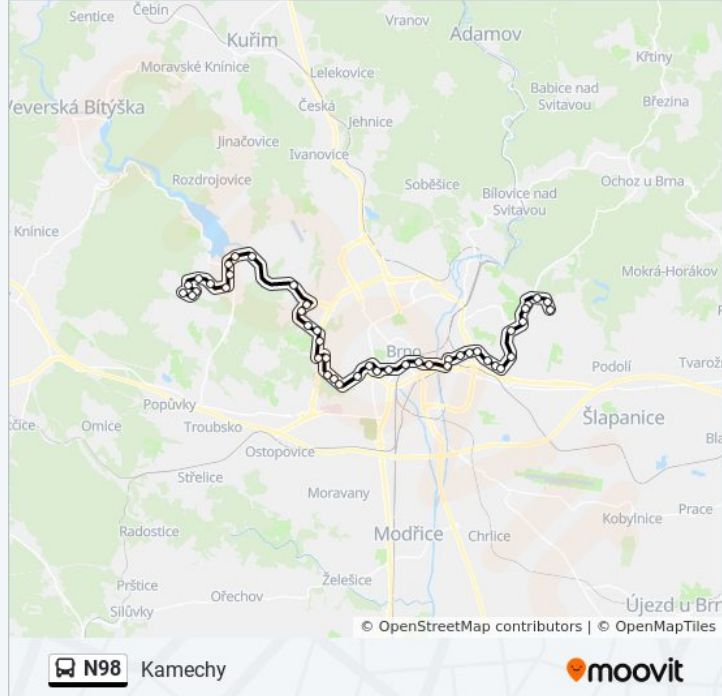 Sentice
Čebín
Vranov
Kuřim
Adamov
Křtiny
Moravské Knínice
Lelekovice
Babice nad
Svitavou
Březina
Veverská Bítýška
Česká
Jehnice
Jinačovice
Ivanovice
Rozdrojovice
Soběšice
Bílovice nad
Svitavou
Ochoz u Brna
Knínice
Mokrá-Horákov
Brno
Podolí
Tvarož
Popůvky
Šlapanice
Omice
Troubsko
Ostopovice
Střelice
Moravany
Kobylnice
Prace
Radostice
Modřice
Chrlice
Prštice
Želešice
Silůvky
Ořechov
Újezd u Brn
© OpenStreetMap contributors | © OpenMapTiles
N98 Kamechy
moovit